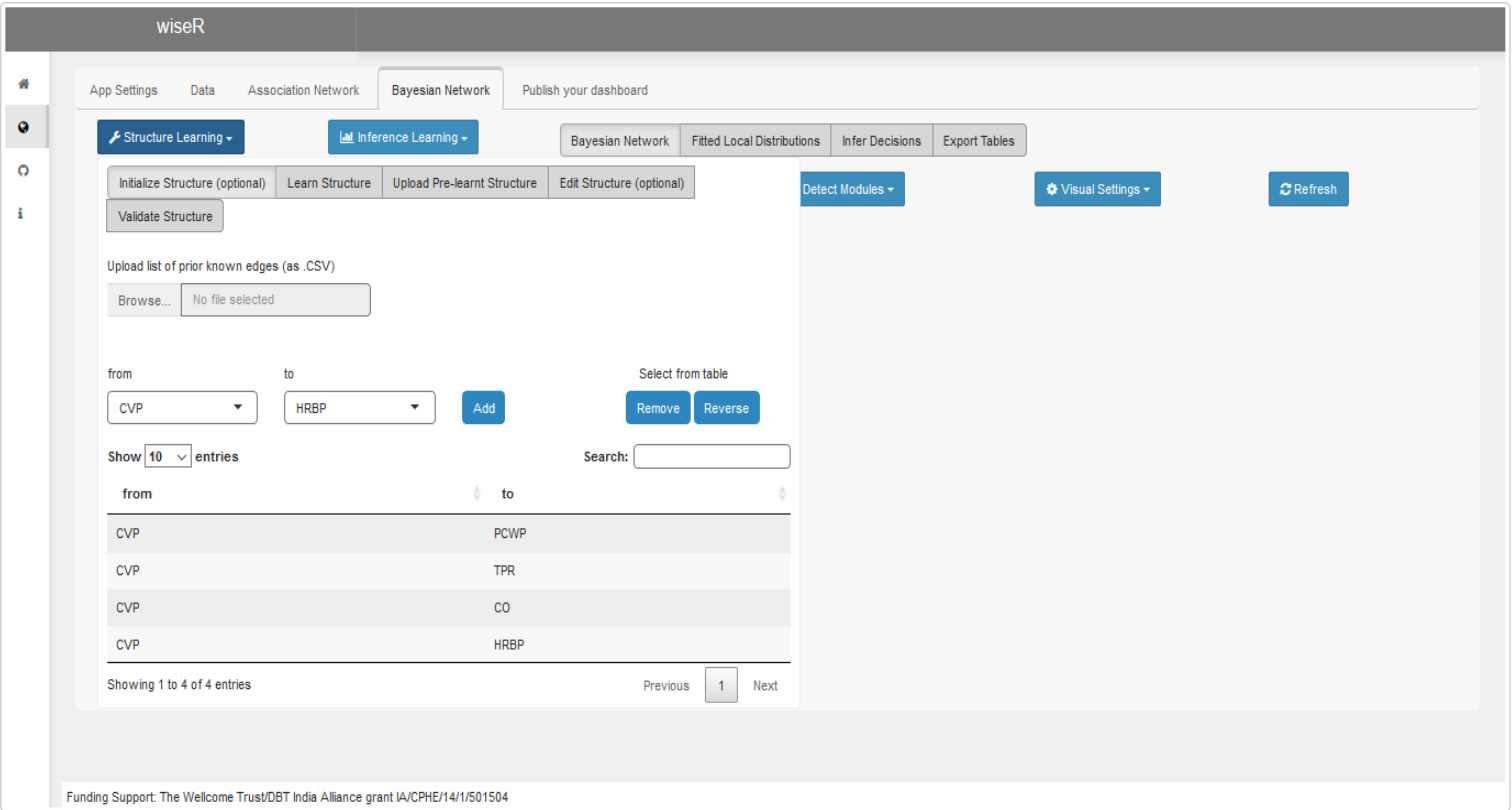 wiseR
App Settings Data Association Network Bayesian Network Publish your dashboard
Structure Learning Inference Learning Bayesian Network Fitted Local Distributions Infer Decisions Export Tables
Initialize Structure (optional) Learn Structure Upload Pre-learnt Structure Edit Structure (optional) Detect Modules Visual Settings Refresh
Validate Structure
Upload list of prior known edges (as .CSV)
Browse... No file selected
from to Select from table
CVP HRBP Add Remove Reverse
Show 10 entries Search:
from to
CVP PCWP
CVP TPR
CVP CO
CVP HRBP
Showing 1 to 4 of 4 entries Previous 1 Next
Funding Support: The Wellcome Trust/DBT India Alliance grant IA/CPHE/14/1/501504